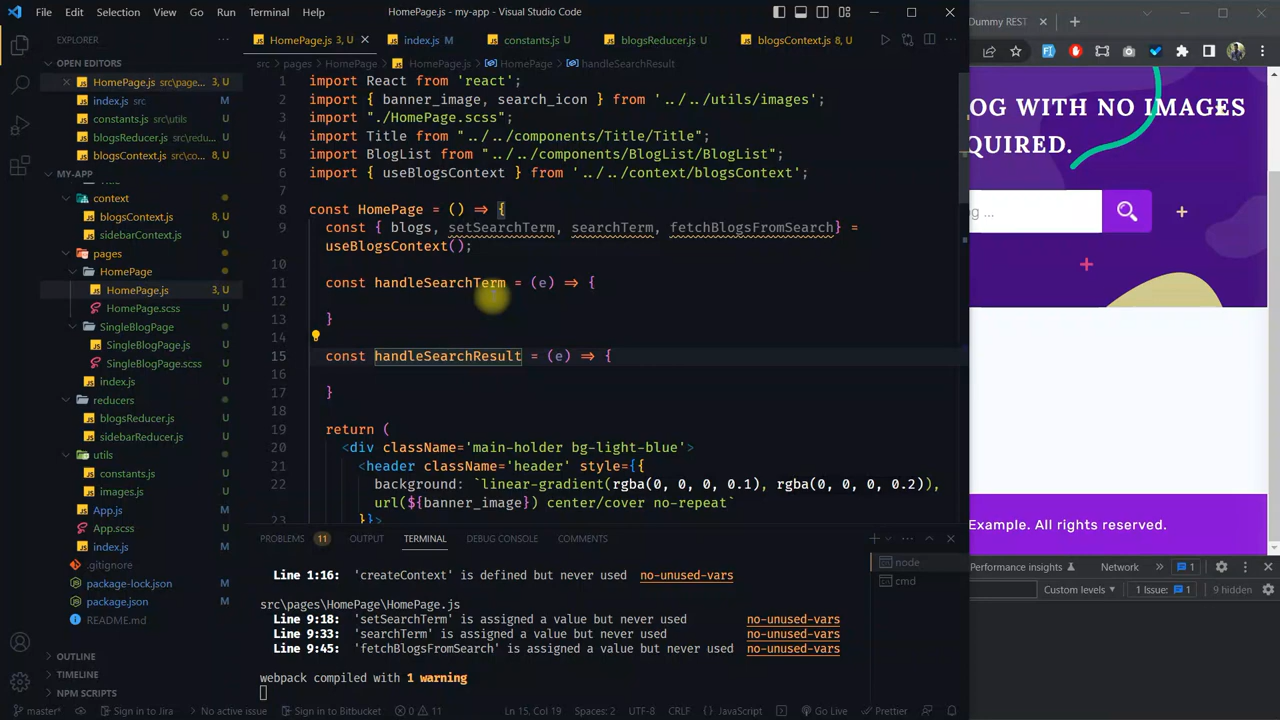 File Edit Selection View Go Run Terminal Help HomePage.js - my-app - Visual Studio Code
Dummy REST
EXPLORER
HomePage.js 3, U
index.js M
constants.js U
blogsReducer.js U
blogsContext.js 8, U
src > pages > HomePage > HomePage.js > HomePage > handleSearchResult
OPEN EDITORS
HomePage.js src\page... 3, U
index.js src M
constants.js src\utils U
blogsReducer.js src\redu... U
blogsContext.js src\co... 8, U
MY-APP
context
blogsContext.js 8, U
sidebarContext.js U
pages
HomePage
HomePage.js 3, U
HomePage.scss U
SingleBlogPage
SingleBlogPage.js U
SingleBlogPage.scss U
index.js U
reducers
blogsReducer.js U
sidebarReducer.js U
utils
constants.js U
images.js U
App.js U
App.scss U
index.js M
.gitignore
package-lock.json M
package.json M
README.md
OUTLINE
TIMELINE
NPM SCRIPTS
1 import React from 'react';
2 import { banner_image, search_icon } from '../../utils/images';
3 import "./HomePage.scss";
4 import Title from "../../components/Title/Title";
5 import BlogList from "../../components/BlogList/BlogList";
6 import { useBlogsContext } from '../../context/blogsContext';
7
8 const HomePage = () => {
9 const { blogs, setSearchTerm, searchTerm, fetchBlogsFromSearch} =
useBlogsContext();
10
11 const handleSearchTerm = (e) => {
12
13 }
14
15 const handleSearchResult = (e) => {
16
17 }
18
19 return (
20 <div className='main-holder bg-light-blue'>
21 <header className='header' style={{
22 background: `linear-gradient(rgba(0, 0, 0, 0.1), rgba(0, 0, 0, 0.2)),
url(${banner_image}) center/cover no-repeat`
23 }}>
PROBLEMS 11 OUTPUT TERMINAL DEBUG CONSOLE COMMENTS
node
cmd
Line 1:16: 'createContext' is defined but never used no-unused-vars
src\pages\HomePage\HomePage.js
Line 9:18: 'setSearchTerm' is assigned a value but never used no-unused-vars
Line 9:33: 'searchTerm' is assigned a value but never used no-unused-vars
Line 9:45: 'fetchBlogsFromSearch' is assigned a value but never used no-unused-vars
webpack compiled with 1 warning
master* Sign in to Jira No active issue Sign in to Bitbucket 0 11 Ln 15, Col 19 Spaces: 2 UTF-8 CRLF JavaScript Go Live Prettier
OG WITH NO IMAGES
QUIRED.
ng ...
Example. All rights reserved.
Performance insights Network 1
Custom levels 1 Issue: 1 9 hidden